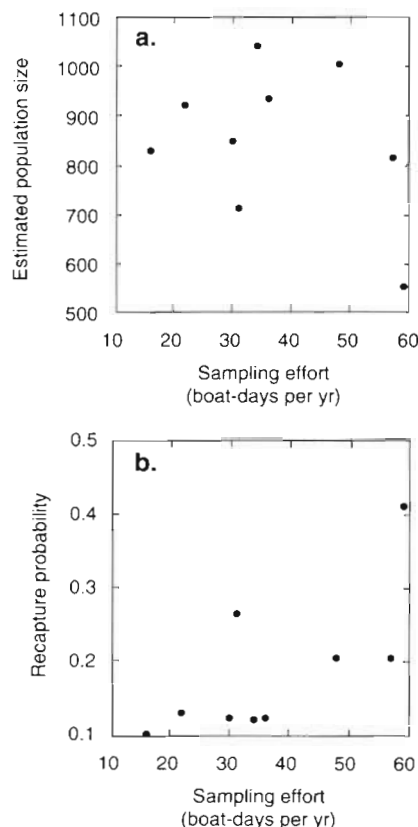 a.
1100
1000
900
800
700
600
500
Estimated population size
10 20 30 40 50 60
Sampling effort
(boat-days per yr)
b.
0.5
0.4
0.3
0.2
0.1
Recapture probability
10 20 30 40 50 60
Sampling effort
(boat-days per yr)